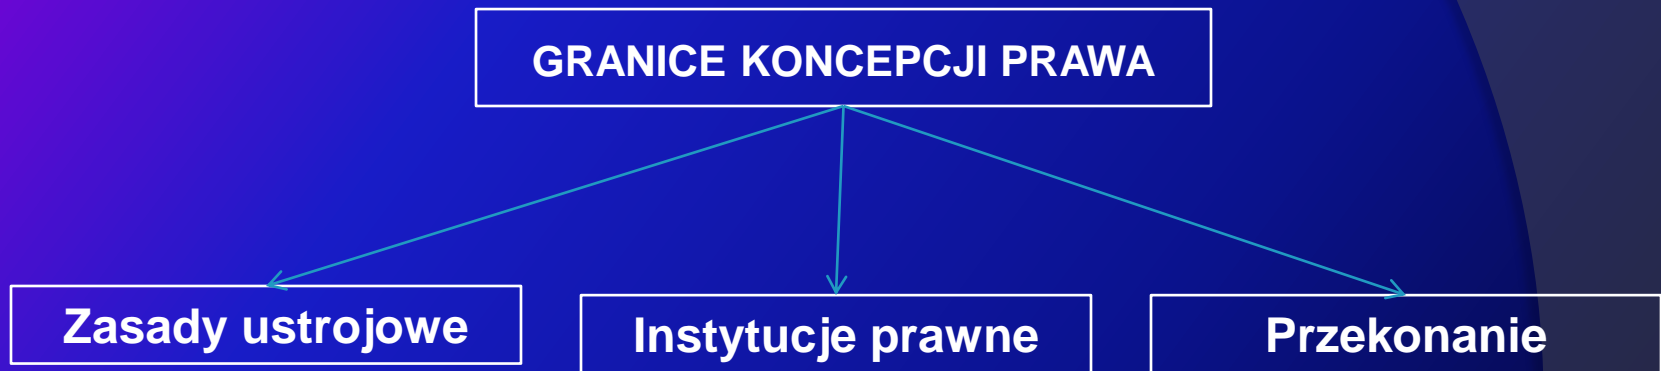 GRANICE KONCEPCJI PRAWA
Zasady ustrojowe
Instytucje prawne
Przekonanie